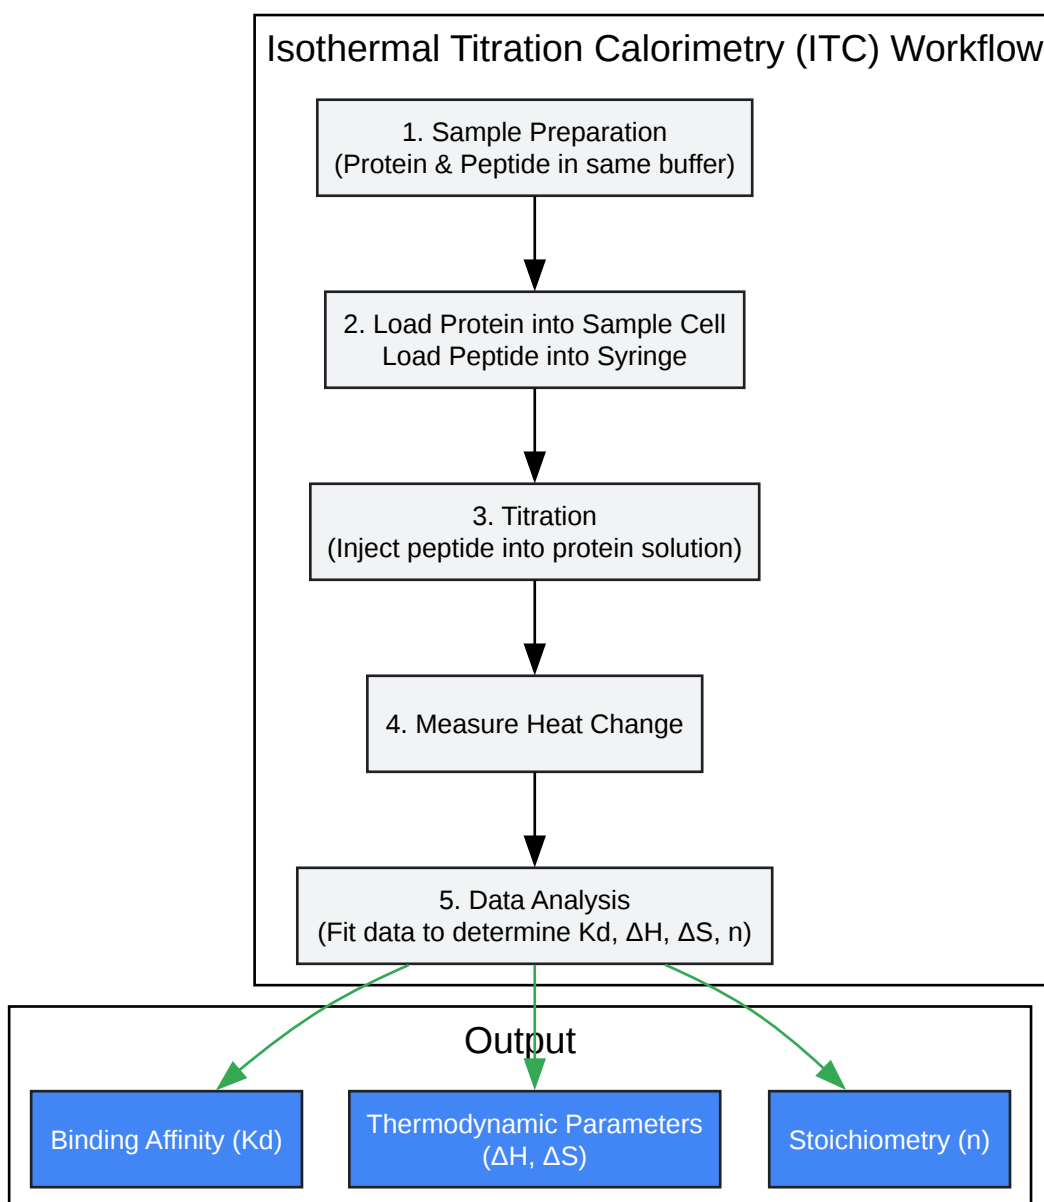 Isothermal Titration Calorimetry (ITC) Workflow
1. Sample Preparation
(Protein & Peptide in same buffer)
2. Load Protein into Sample Cell
Load Peptide into Syringe
3. Titration
(Inject peptide into protein solution)
4. Measure Heat Change
5. Data Analysis
(Fit data to determine Kd, ΔH, ΔS, n)
Output
Binding Affinity (Kd)
Thermodynamic Parameters
(ΔH, ΔS)
Stoichiometry (n)